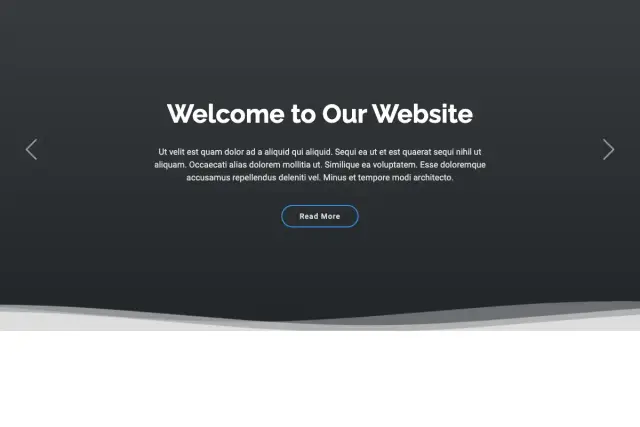 Welcome to Our Website
Ut velit est quam dolor ad a aliquid qui aliquid. Sequi ea ut et est quaerat sequi nihil ut
aliquam. Occaecati alias dolorem mollitia ut. Similique ea voluptatem. Esse doloremque
accusamus repellendus deleniti vel. Minus et tempore modi architecto.
Read More